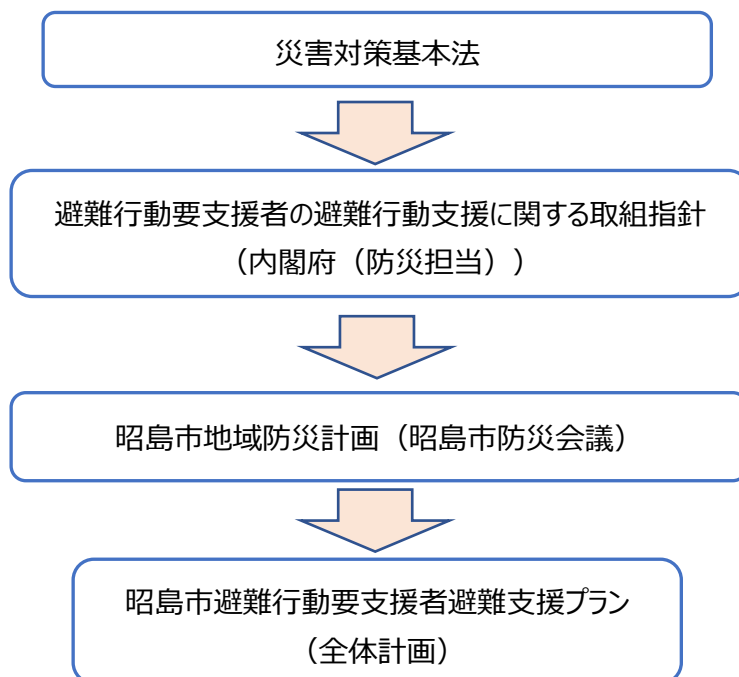 災害対策基本法
避難行動要支援者の避難行動支援に関する取組指針
（内閣府（防災担当））
昭島市地域防災計画（昭島市防災会議）
昭島市避難行動要支援者避難支援プラン
（全体計画）